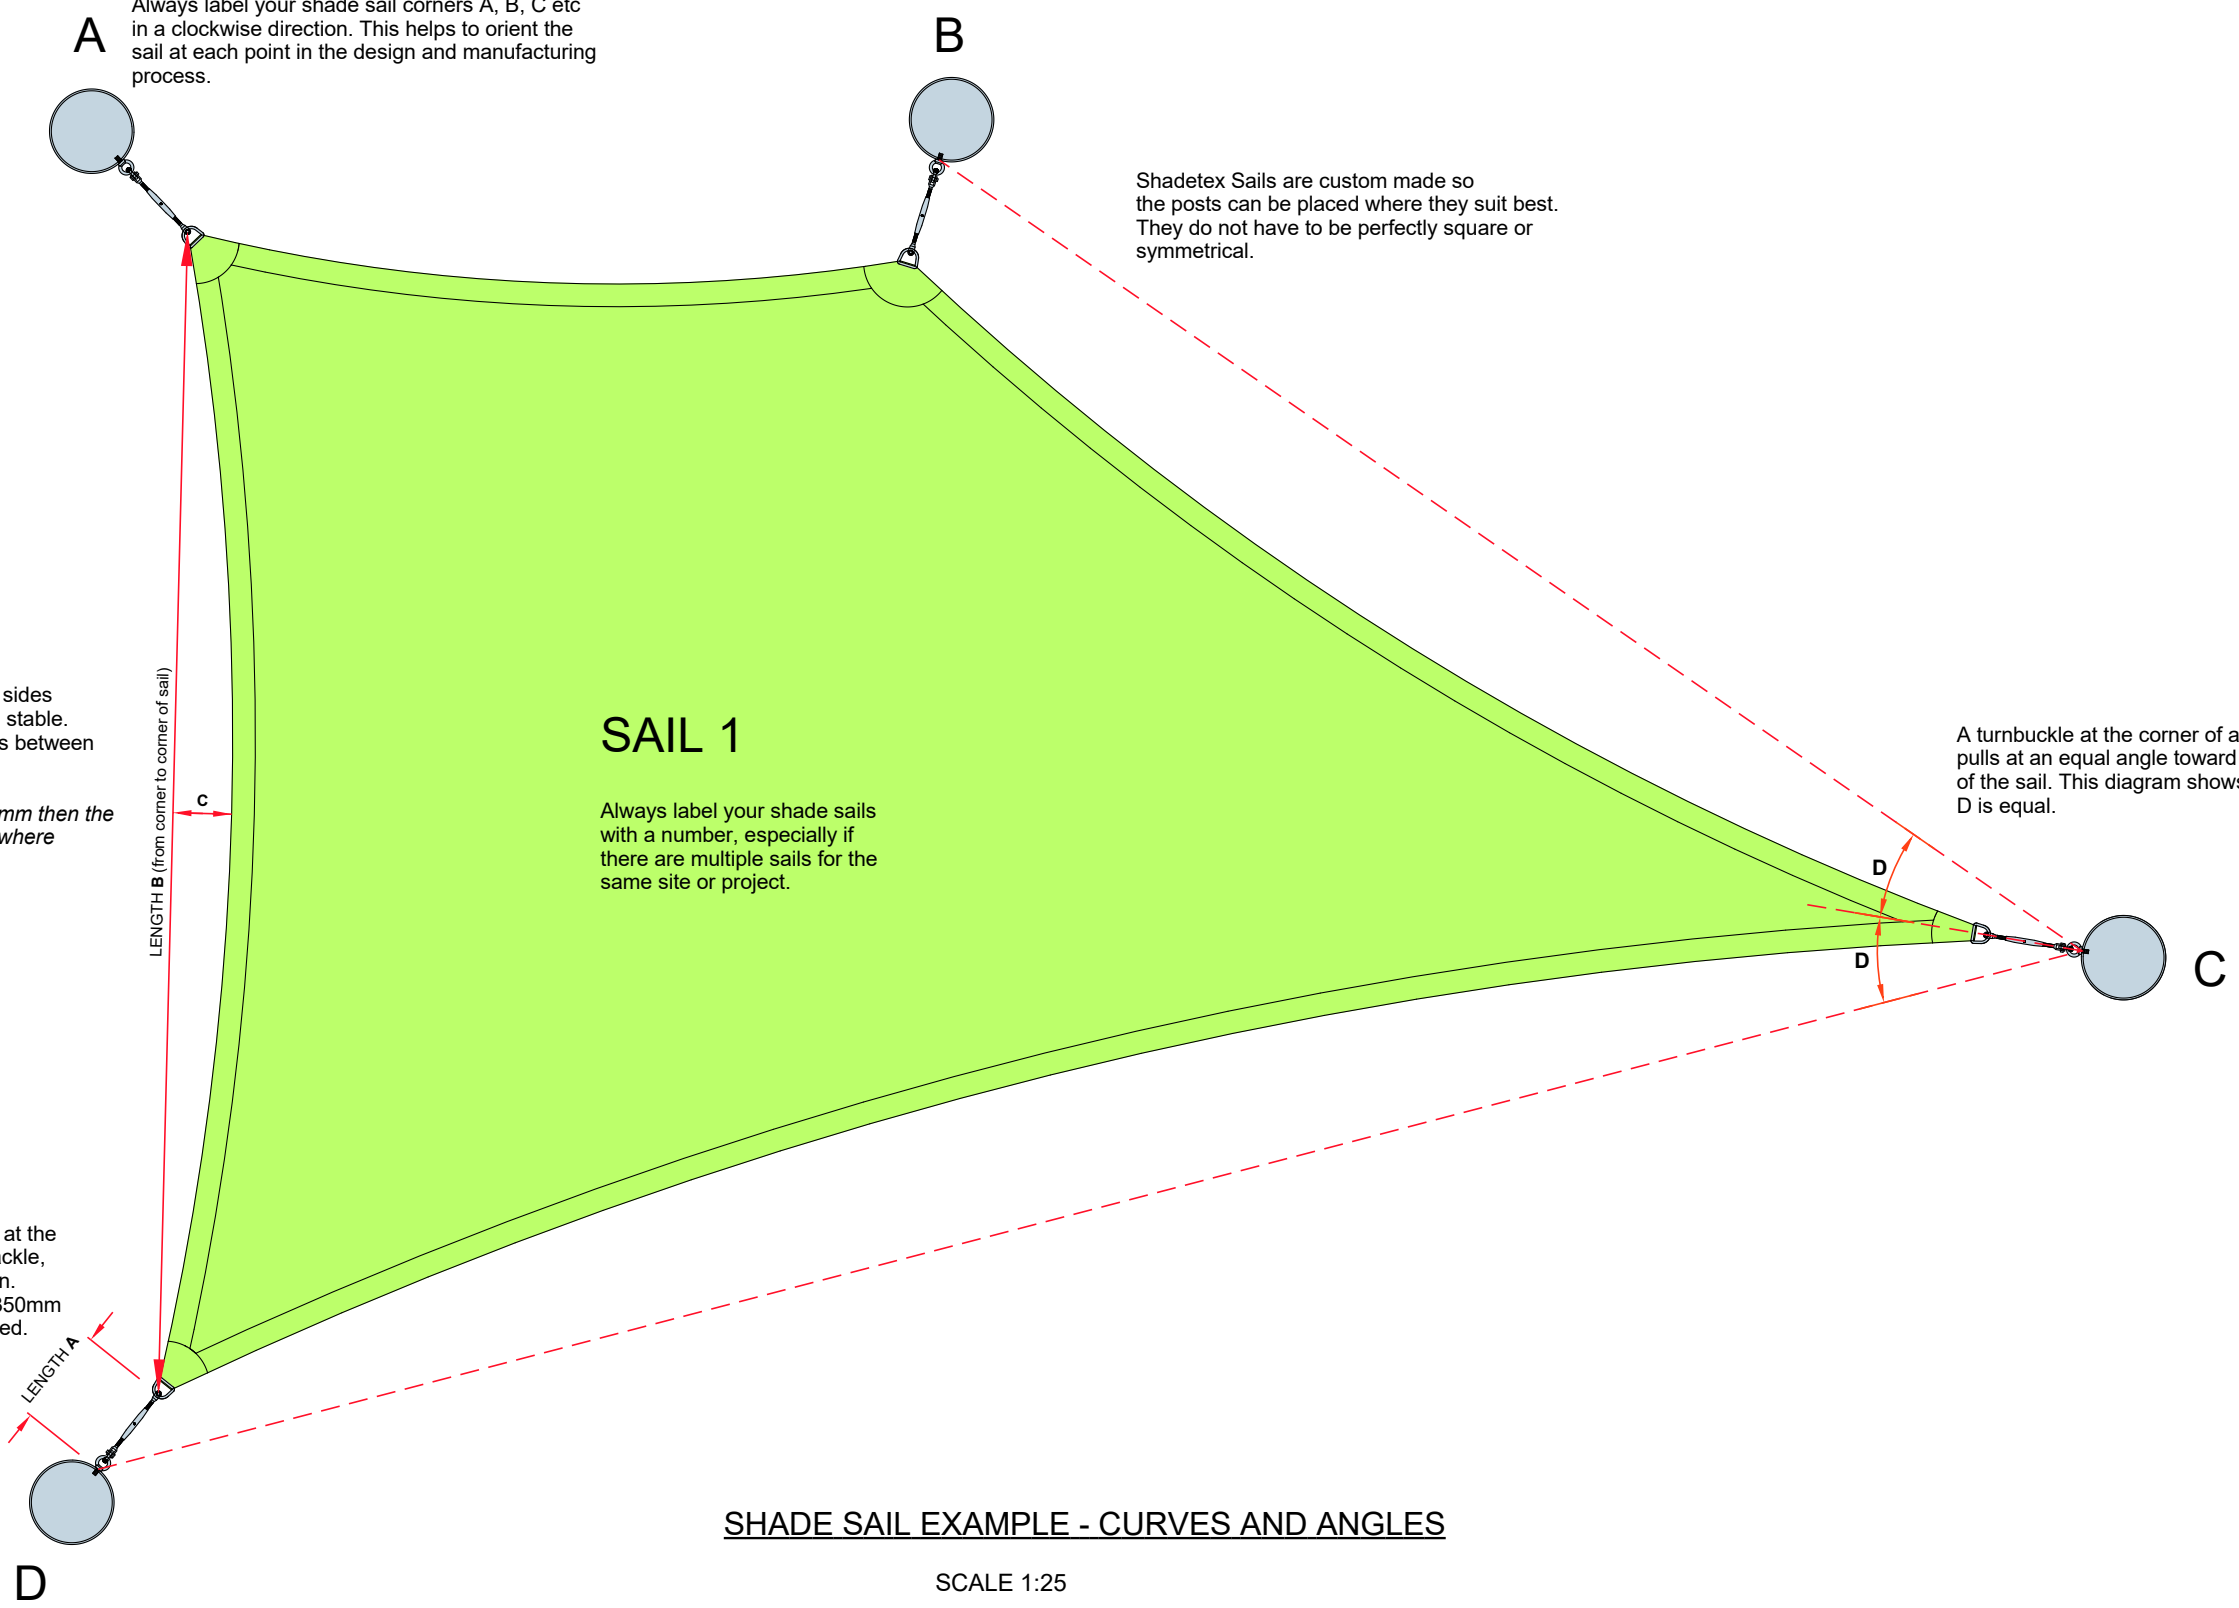 A
Always label your shade sail corners A, B, C etc
in a clockwise direction. This helps to orient the
sail at each point in the design and manufacturing
process.
B
Shadetex Sails are custom made so
the posts can be placed where they suit best.
They do not have to be perfectly square or
symmetrical.
sides
stable.
s between
mm then the
where
LENGTH B (from corner to corner of sail)
C
SAIL 1
Always label your shade sails
with a number, especially if
there are multiple sails for the
same site or project.
A turnbuckle at the corner of a
pulls at an equal angle toward
of the sail. This diagram shows
D is equal.
D
D
C
at the
ackle,
n.
350mm
ed.
LENGTH A
D
SHADE SAIL EXAMPLE - CURVES AND ANGLES
SCALE 1:25